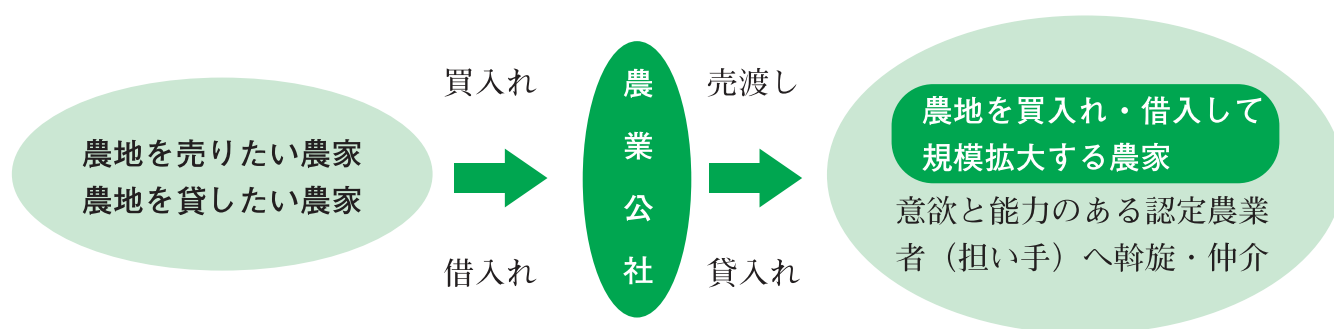 農地を売りたい農家
農地を貸したい農家
買入れ
借入れ
農業公社
売渡し
貸入れ
農地を買入れ・借入して
規模拡大する農家
意欲と能力のある認定農業
者（担い手）へ斡旋・仲介